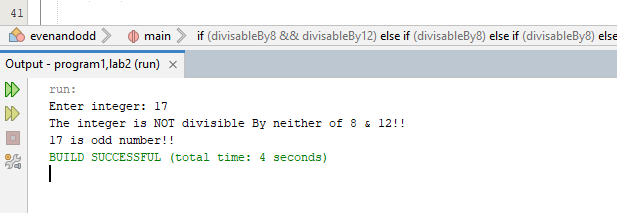 41
evenandodd main if (divisableBy8 && divisableBy12) else if (divisableBy8) else if (divisableBy8) else
Output - program1,lab2 (run) ×
run:
Enter integer: 17
The integer is NOT divisible By neither of 8 & 12!!
17 is odd number!!
BUILD SUCCESSFUL (total time: 4 seconds)